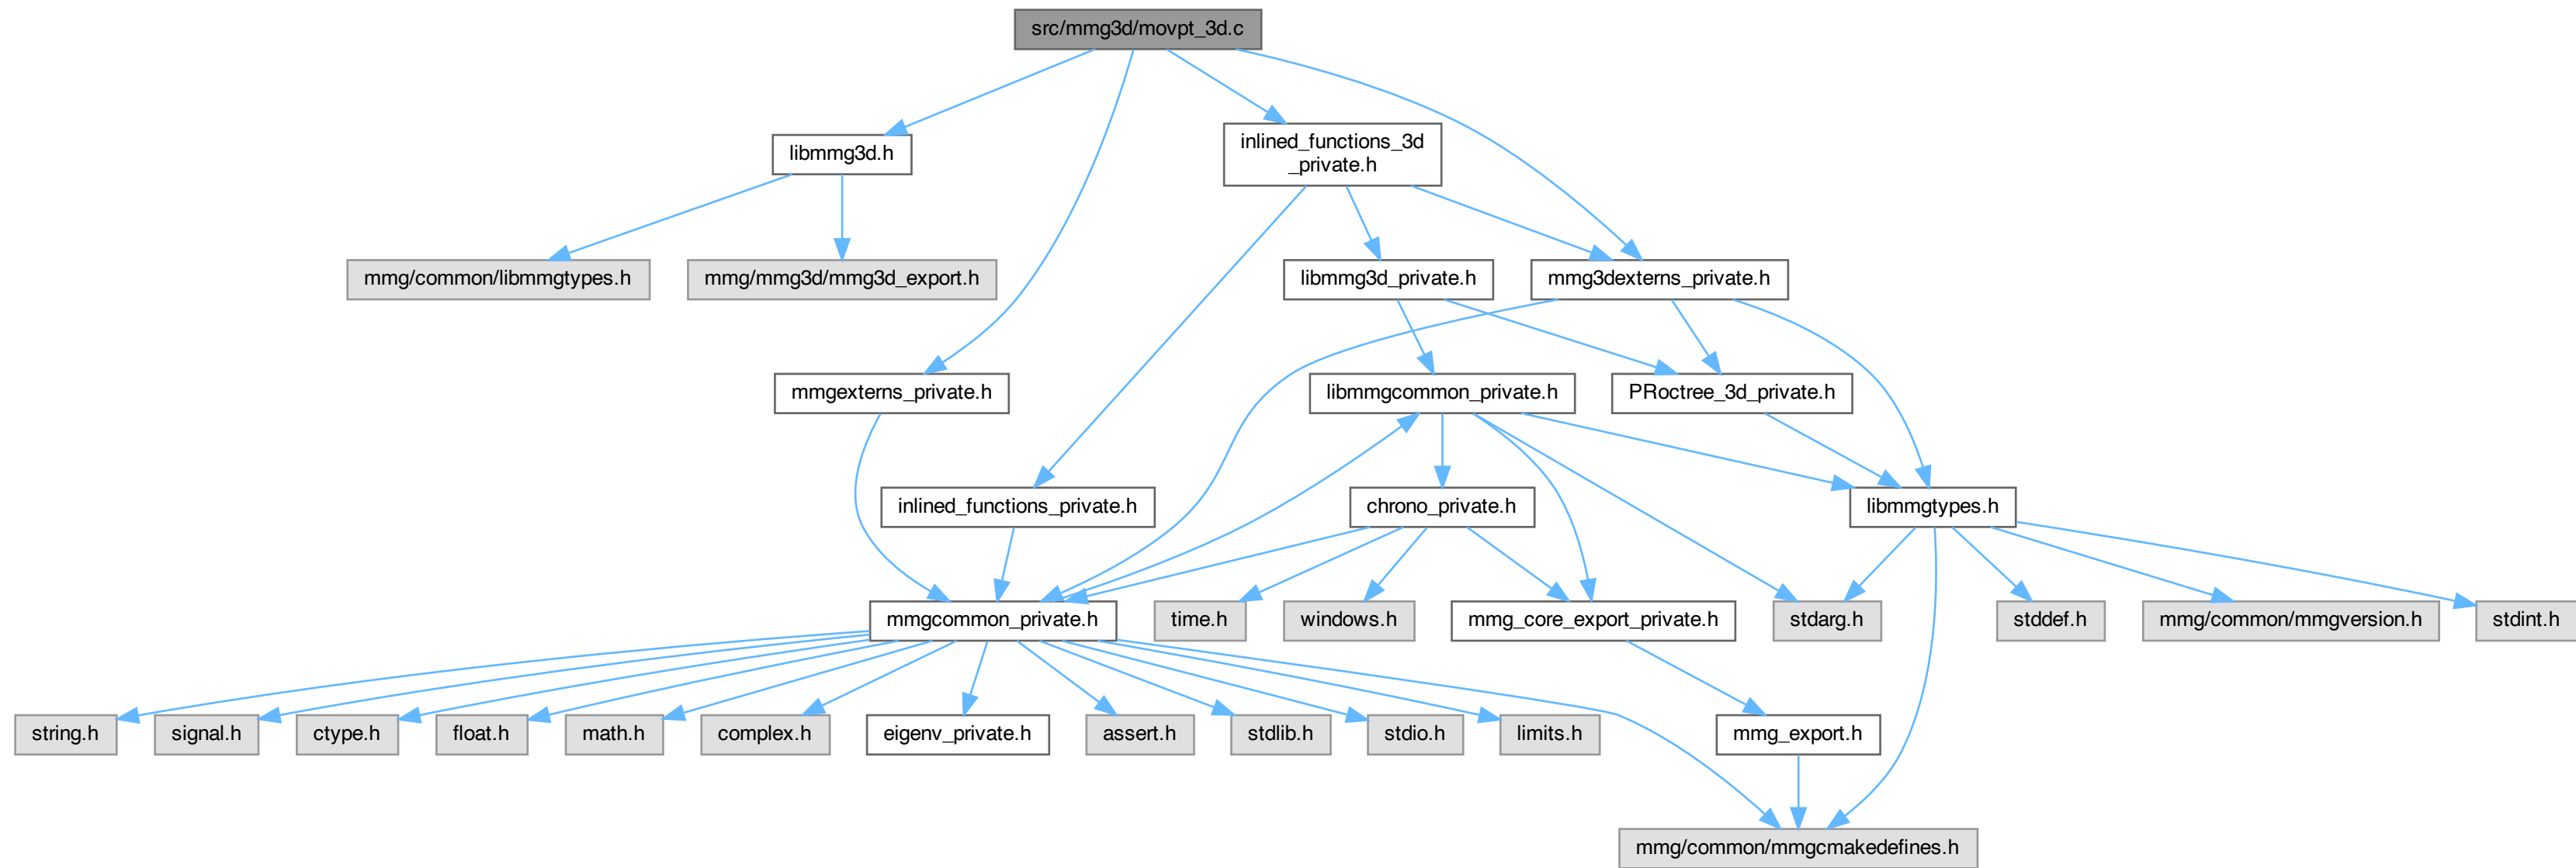 src/mmg3d/movpt_3d.c
libmmg3d.h
inlined_functions_3d
_private.h
mmg/common/libmmgtypes.h
mmg/mmg3d/mmg3d_export.h
libmmg3d_private.h
mmg3dexterns_private.h
mmgexterns_private.h
libmmgcommon_private.h
PRoctree_3d_private.h
inlined_functions_private.h
chrono_private.h
libmmgtypes.h
mmgcommon_private.h
time.h
windows.h
mmg_core_export_private.h
stdarg.h
stddef.h
mmg/common/mmgversion.h
stdint.h
string.h
signal.h
ctype.h
float.h
math.h
complex.h
eigenv_private.h
assert.h
stdlib.h
stdio.h
limits.h
mmg_export.h
mmg/common/mmgcmakedefines.h